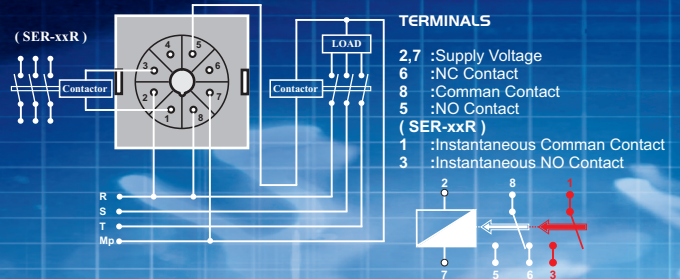 ( SER-xxR )
Contactor
4
5
3
6
2
7
1
8
LOAD
Contactor
R
S
T
Mp
TERMINALS
2,7 :Supply Voltage
6 :NC Contact
8 :Comman Contact
5 :NO Contact
( SER-xxR )
1 :Instantaneous Comman Contact
3 :Instantaneous NO Contact
2 8 1
7 5 6 3